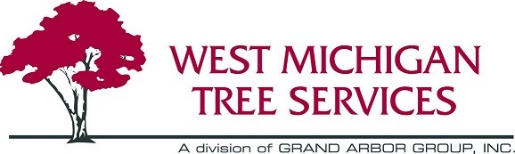 WEST MICHIGAN
TREE SERVICES
A division of GRAND ARBOR GROUP, INC.